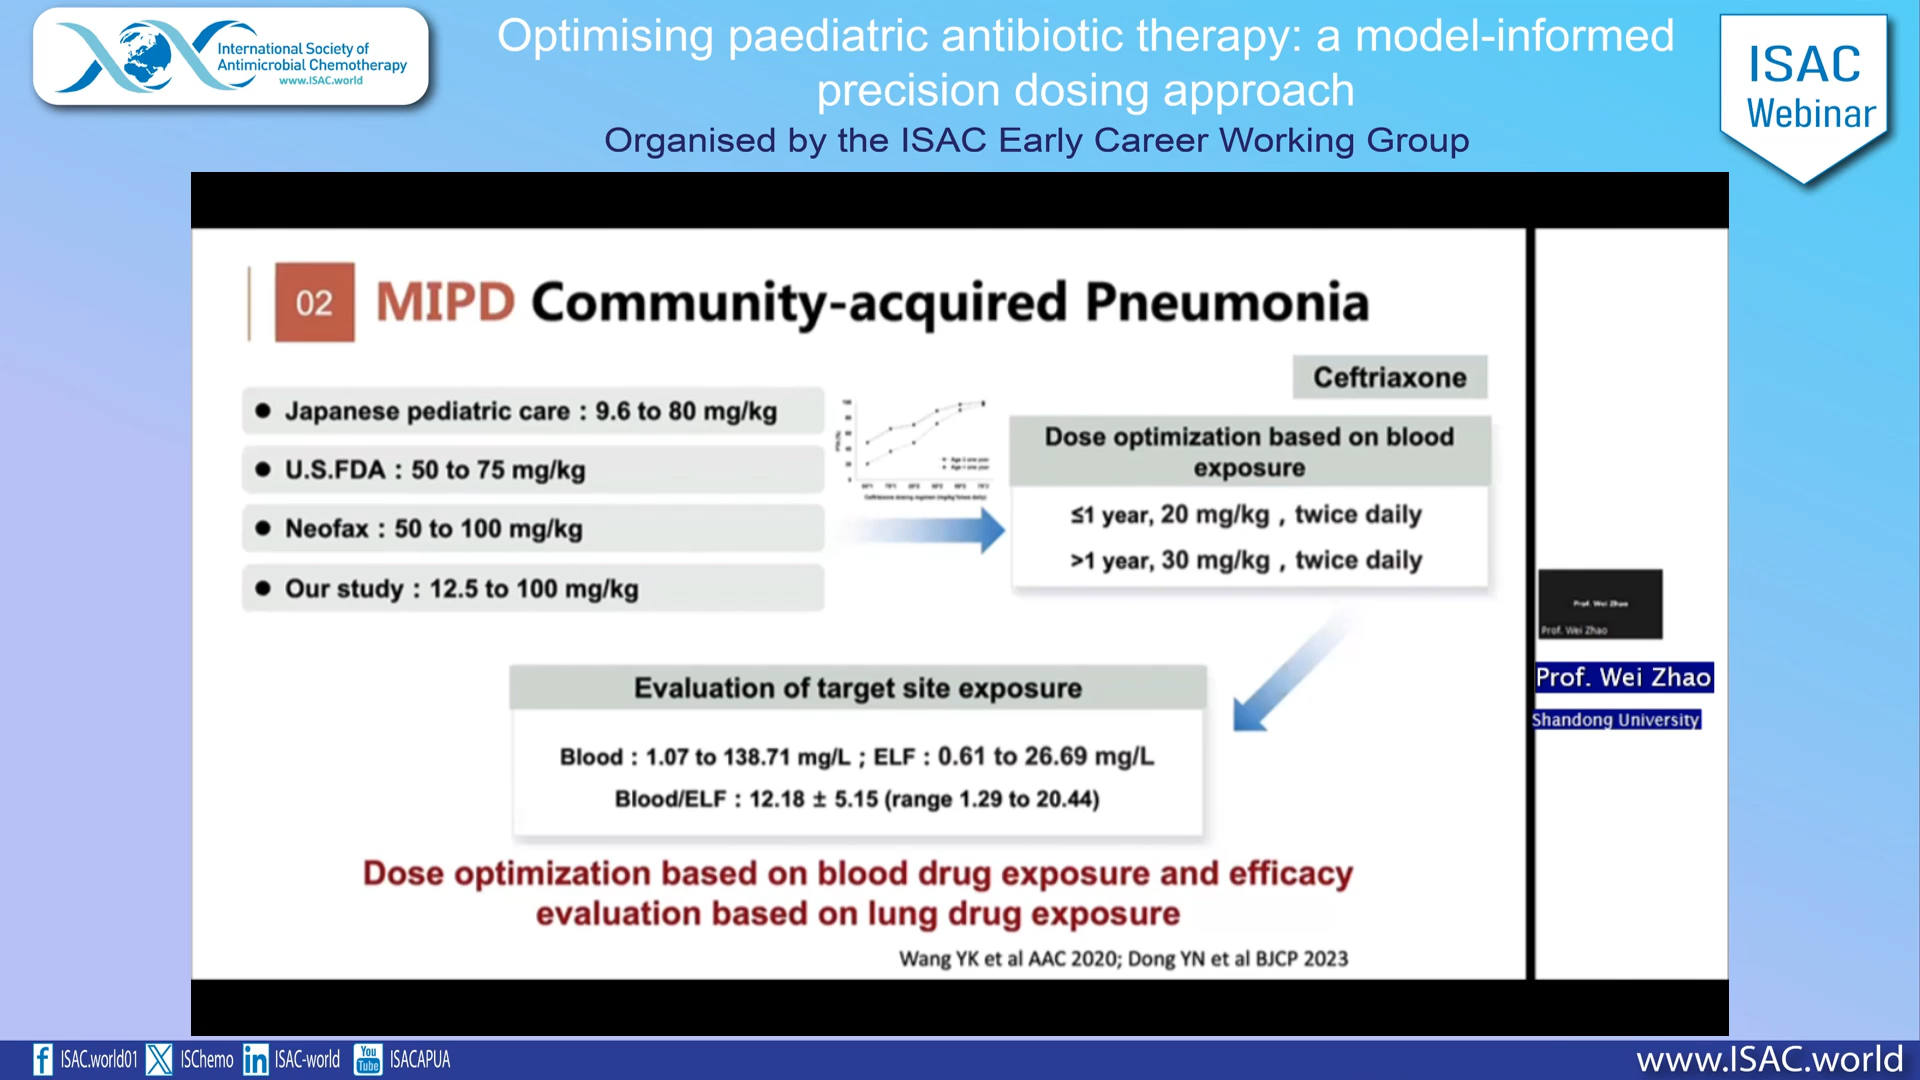 International Society of
Antimicrobial Chemotherapy
www.ISAC.world
Optimising paediatric antibiotic therapy: a model-informed
precision dosing approach
Organised by the ISAC Early Career Working Group
ISAC
Webinar
02
MIPD Community-acquired Pneumonia
Ceftriaxone
● Japanese pediatric care : 9.6 to 80 mg/kg
● U.S.FDA : 50 to 75 mg/kg
● Neofax : 50 to 100 mg/kg
● Our study : 12.5 to 100 mg/kg
Dose optimization based on blood
exposure
≤1 year, 20 mg/kg , twice daily
>1 year, 30 mg/kg , twice daily
Evaluation of target site exposure
Blood : 1.07 to 138.71 mg/L ; ELF : 0.61 to 26.69 mg/L
Blood/ELF : 12.18 ± 5.15 (range 1.29 to 20.44)
Dose optimization based on blood drug exposure and efficacy
evaluation based on lung drug exposure
Wang YK et al AAC 2020; Dong YN et al BJCP 2023
Prof. Wei Zhao
Prof. Wei Zhao
Prof. Wei Zhao
Shandong University
ISAC.world01
ISChemo
ISAC-world
You
Tube
ISACAPUA
www.ISAC.world